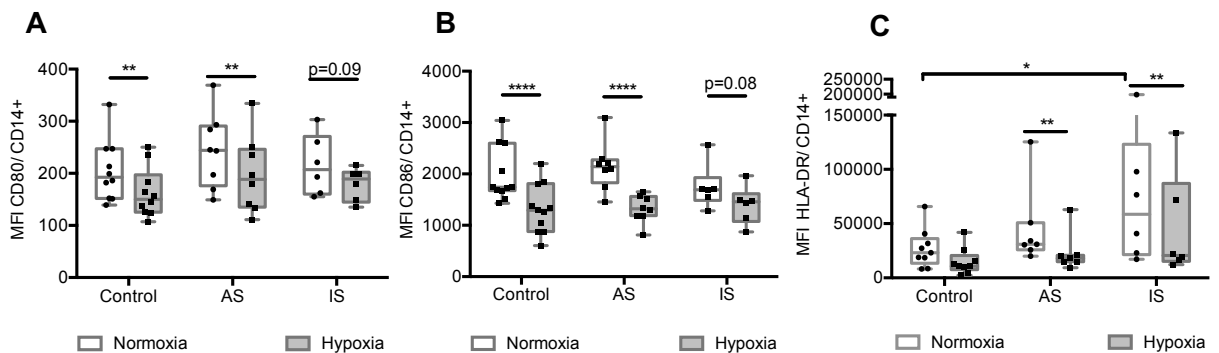 A
MFI CD80/ CD14+
400
300
200
100
0
**
**
p=0.09
Control
AS
IS
Normoxia
Hypoxia
B
MFI CD86/ CD14+
4000
3000
2000
1000
0
****
****
p=0.08
Control
AS
IS
Normoxia
Hypoxia
C
MFI HLA-DR/ CD14+
250000
200000
150000
100000
50000
0
*
**
**
Control
AS
IS
Normoxia
Hypoxia